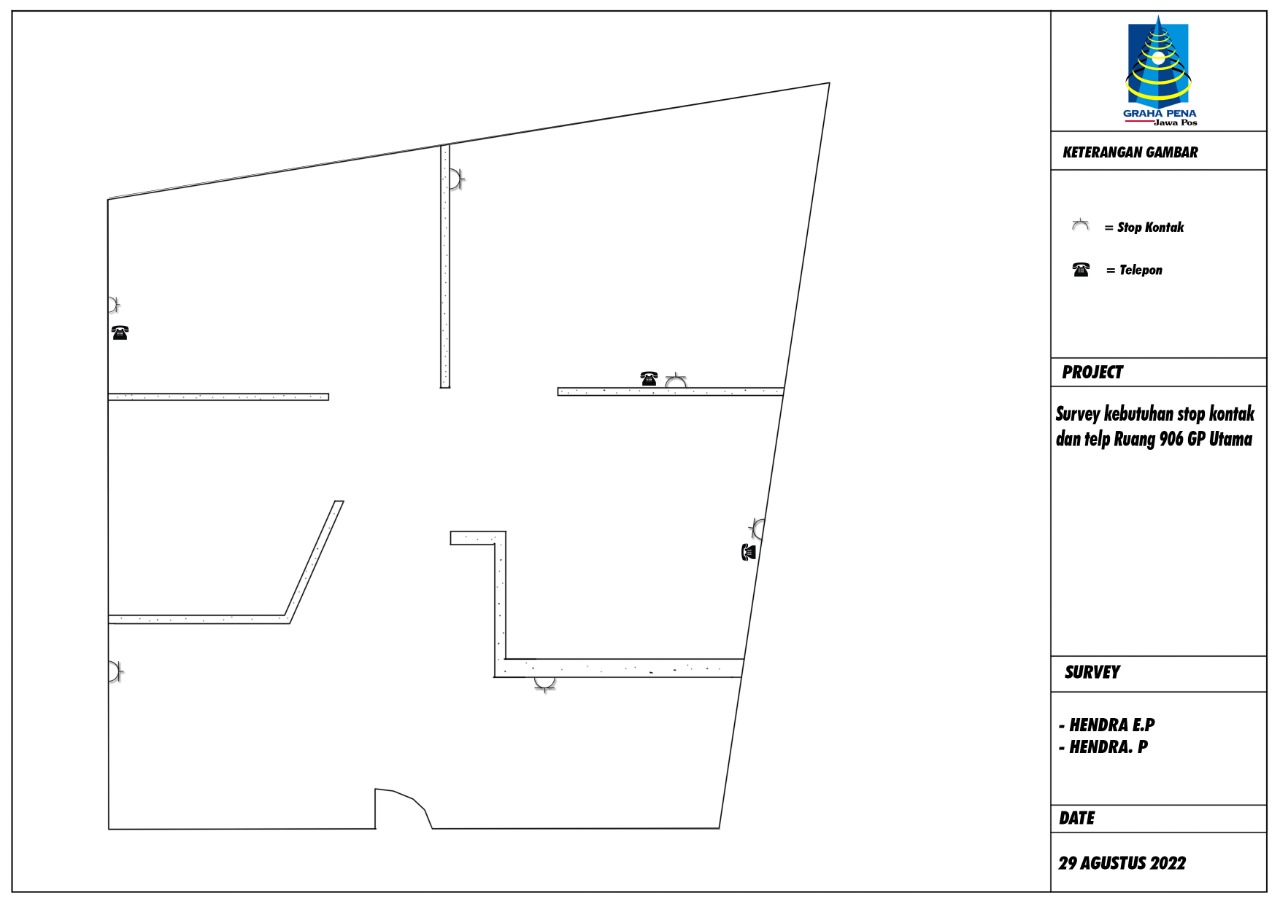 GRAHA PENA
Jawa Pos
KETERANGAN GAMBAR
= Stop Kontak
= Telepon
PROJECT
Survey kebutuhan stop kontak
dan telp Ruang 906 GP Utama
SURVEY
- HENDRA E.P
- HENDRA. P
DATE
29 AGUSTUS 2022